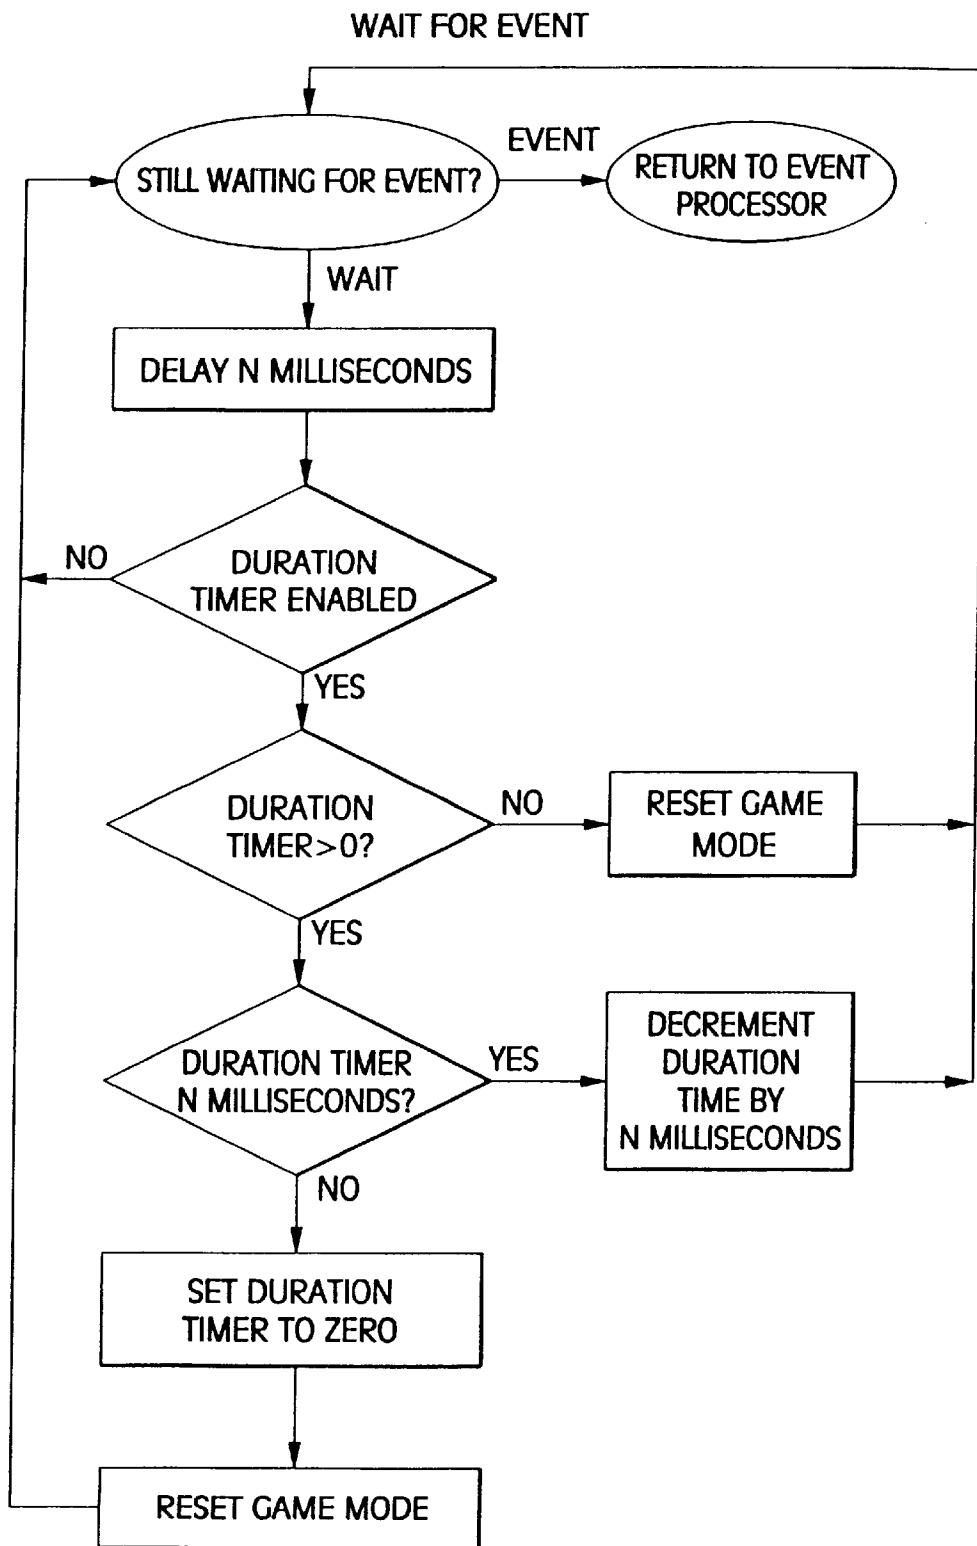 WAIT FOR EVENT
STILL WAITING FOR EVENT?
EVENT
RETURN TO EVENT
PROCESSOR
WAIT
DELAY N MILLISECONDS
NO
DURATION
TIMER ENABLED
YES
DURATION
TIMER>0?
NO
RESET GAME
MODE
YES
DURATION TIMER
N MILLISECONDS?
YES
DECREMENT
DURATION
TIME BY
N MILLISECONDS
NO
SET DURATION
TIMER TO ZERO
RESET GAME MODE